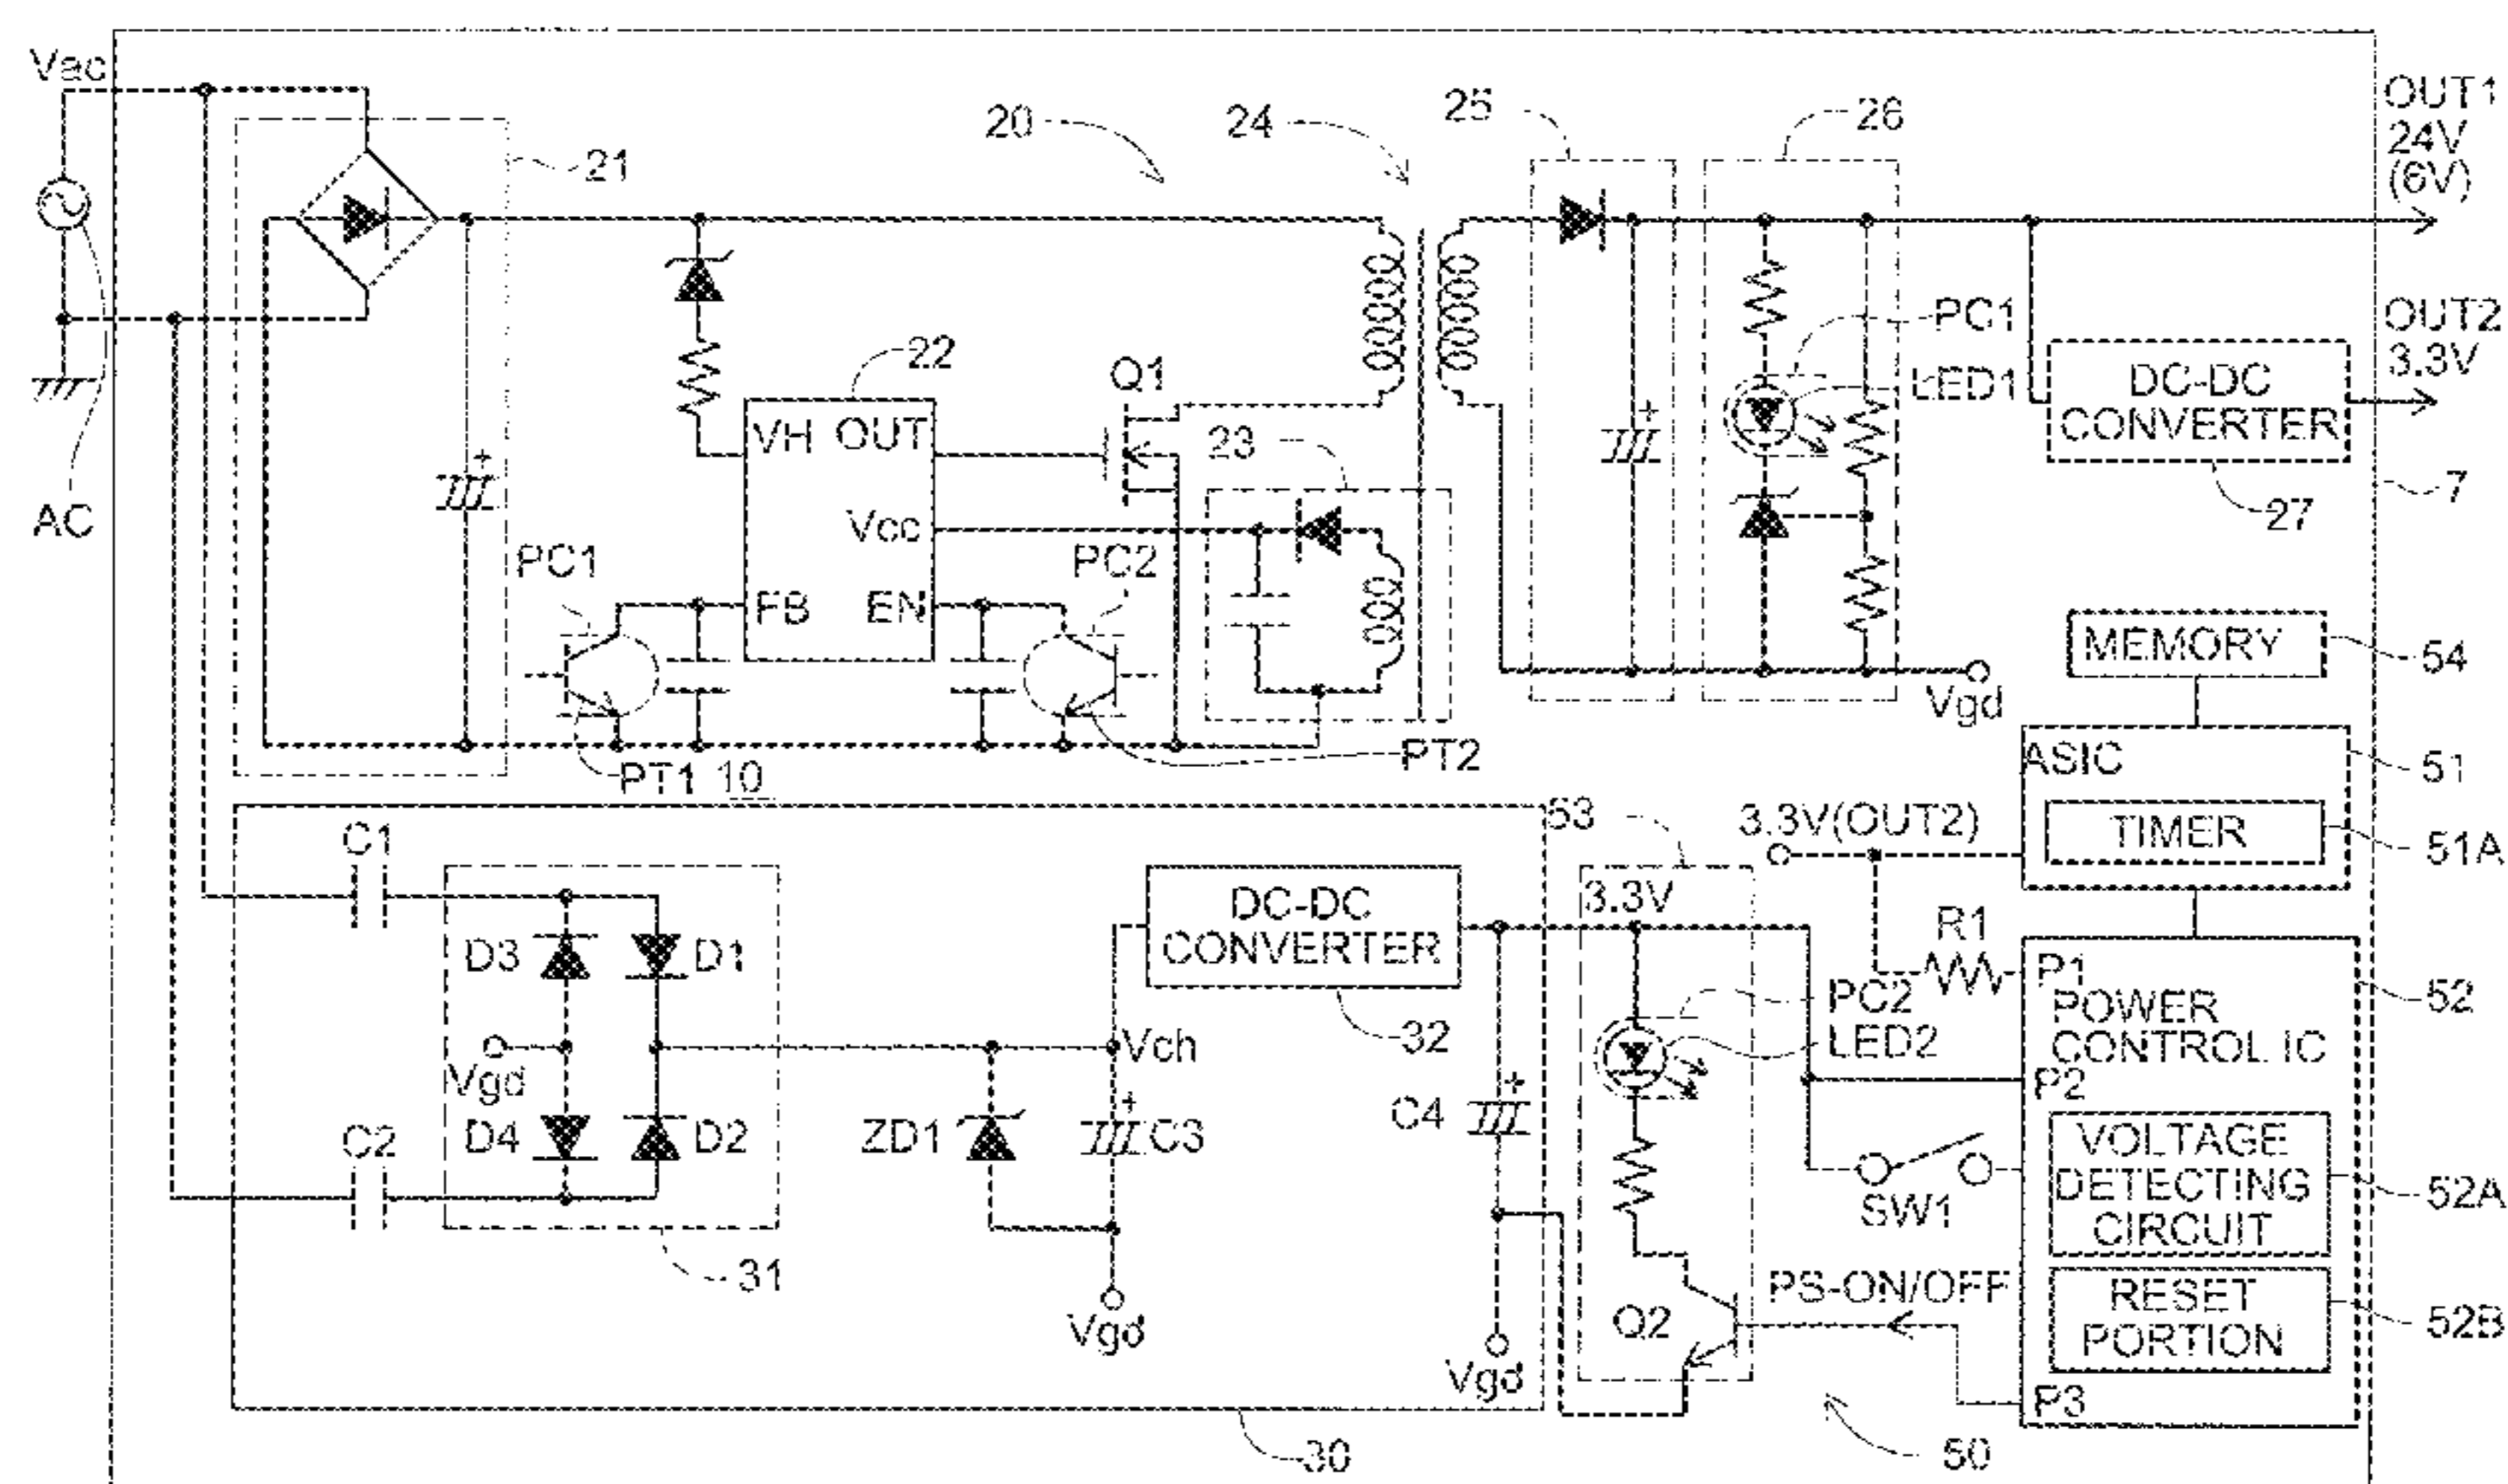 Vac
AC
21
20
24
25
26
OUT1
24V
(6V)
PC1
LED1
OUT2
3.3V
DC-DC
CONVERTER
27
7
22
VH OUT
Vcc
FB EN
Q1
23
PC1
PC2
PT1 10
PT2
Vgd
MEMORY
54
ASIC
51
TIMER
51A
C1
C2
D3
D1
Vgd
D4
D2
31
ZD1
Vch
C3
Vgd
DC-DC
CONVERTER
32
C4
Vgd
30
53
3.3V
PC2
LED2
Q2
3.3V(OUT2)
R1
P1
POWER
CONTROL IC
52
P2
SW1
VOLTAGE
DETECTING
CIRCUIT
52A
PS-ON/OFF
RESET
PORTION
52B
P3
50